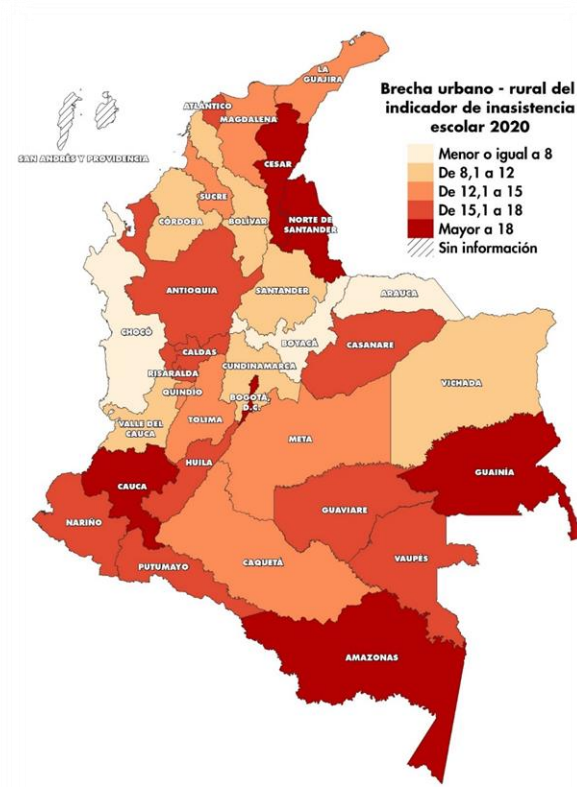 Brecha urbano - rural del
indicador de inasistencia
escolar 2020
Menor o igual a 8
De 8,1 a 12
De 12,1 a 15
De 15,1 a 18
Mayor a 18
Sin información
LA
GUAJIRA
ATLÁNTICO
MAGDALENA
SAN ANDRÉS Y PROVIDENCIA
CESAR
SUCRE
CÓRDOBA
BOLÍVAR
NORTE DE
SANTANDER
ANTIOQUIA
SANTANDER
ARAUCA
CHOCÓ
BOYACÁ
CASANARE
CALDAS
RISARALDA
CUNDINAMARCA
VICHADA
QUINDÍO
BOGOTÁ,
D.C.
TOLIMA
VALLE DEL
CAUCA
META
HUILA
GUAINÍA
CAUCA
GUAVIARE
NARIÑO
VAUPÉS
CAQUETÁ
PUTUMAYO
AMAZONAS